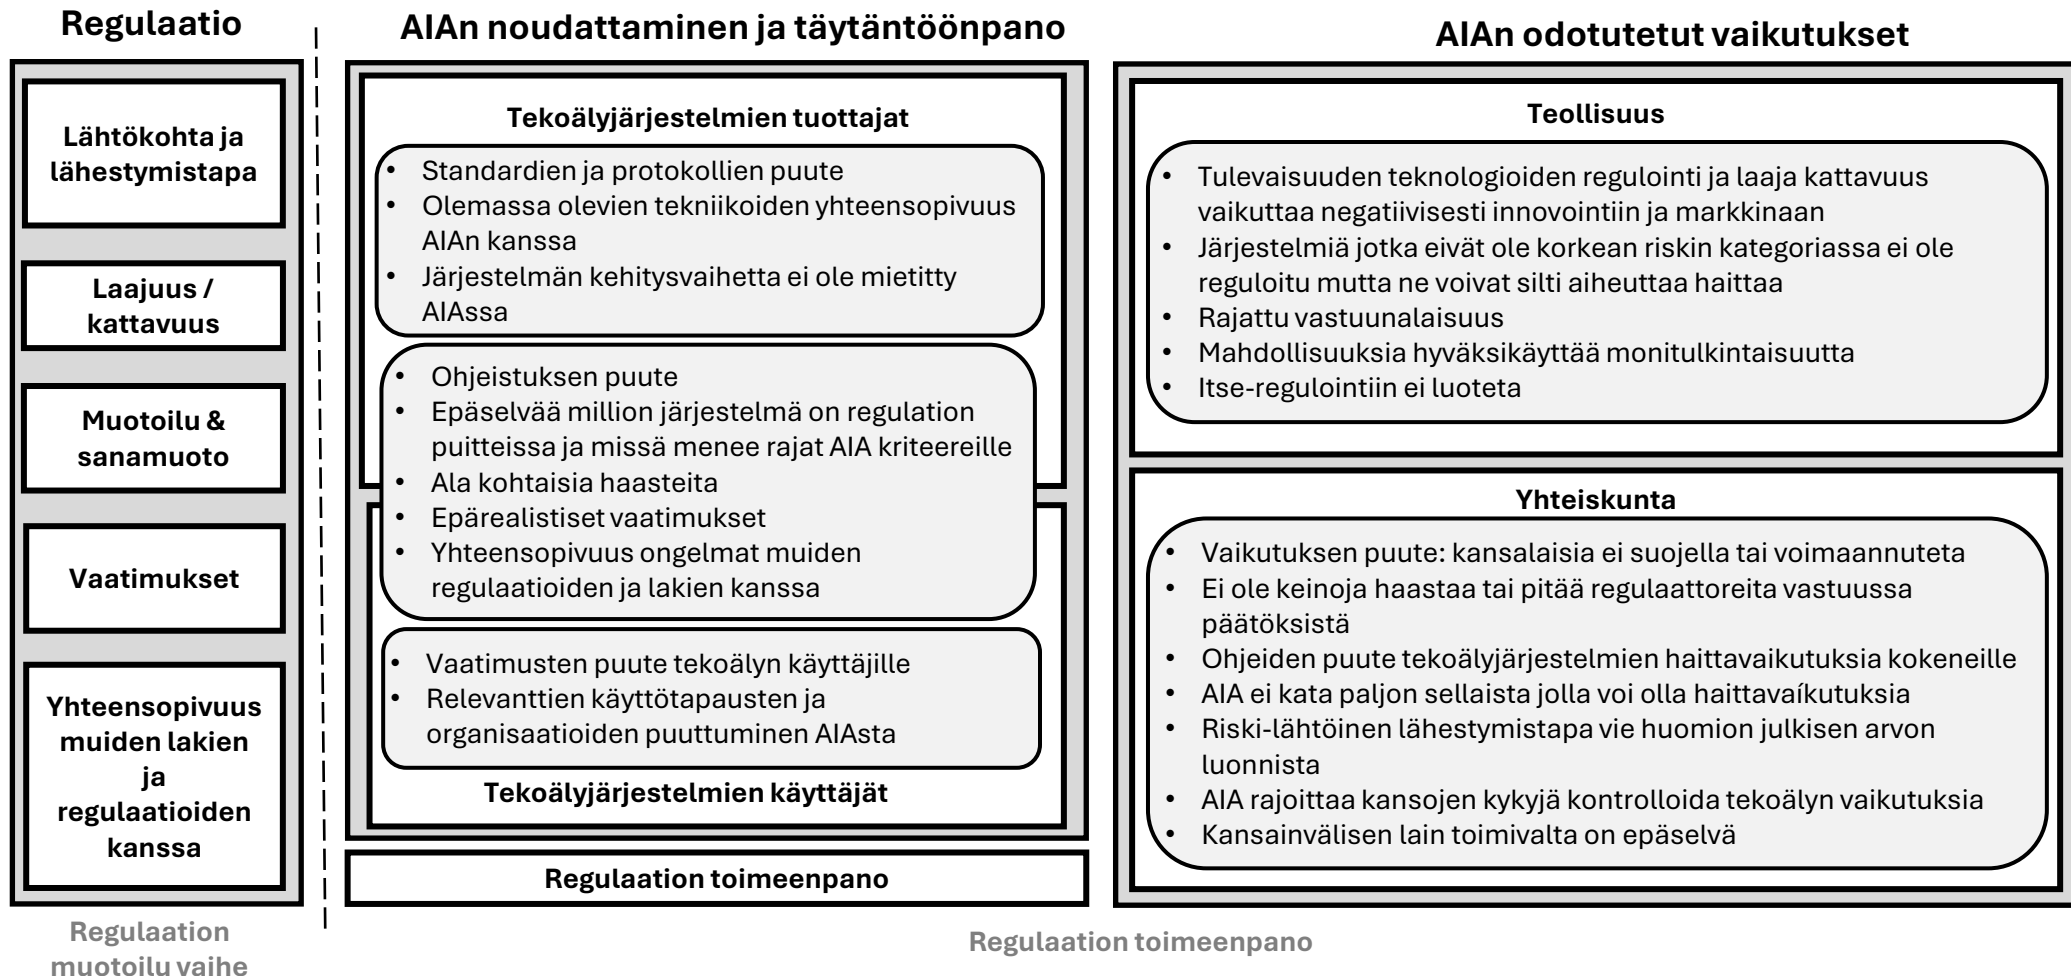 Regulaatio
Lähtökohta ja
lähestymistapa
Laajuus /
kattavuus
Muotoilu &
sanamuoto
Vaatimukset
Yhteensopivuus
muiden lakien
ja
regulaatioiden
kanssa
Regulaation
muotoilu vaihe
AIAn noudattaminen ja täytäntöönpano
Tekoälyjärjestelmien tuottajat
• Standardien ja protokollien puute
• Olemassa olevien tekniikoiden yhteensopivuus
AIAn kanssa
• Järjestelmän kehitysvaihetta ei ole mietitty
AIAssa
• Ohjeistuksen puute
• Epäselvää million järjestelmä on regulation
puitteissa ja missä menee rajat AIA kriteereille
• Ala kohtaisia haasteita
• Epärealistiset vaatimukset
• Yhteensopivuus ongelmat muiden
regulaatioiden ja lakien kanssa
• Vaatimusten puute tekoälyn käyttäjille
• Relevanttien käyttötapausten ja
organisaatioiden puuttuminen AIAsta
Tekoälyjärjestelmien käyttäjät
Regulaation toimeenpano
AIAn odotutetut vaikutukset
Teollisuus
• Tulevaisuuden teknologioiden regulointi ja laaja kattavuus
vaikuttaa negatiivisesti innovointiin ja markkinaan
• Järjestelmiä jotka eivät ole korkean riskin kategoriassa ei ole
reguloitu mutta ne voivat silti aiheuttaa haittaa
• Rajattu vastuunalaisuus
• Mahdollisuuksia hyväksikäyttää monitulkintaisuutta
• Itse-regulointiin ei luoteta
Yhteiskunta
• Vaikutuksen puute: kansalaisia ei suojella tai voimaannuteta
• Ei ole keinoja haastaa tai pitää regulaattoreita vastuussa
päätöksistä
• Ohjeiden puute tekoälyjärjestelmien haittavaikutuksia kokeneille
• AIA ei kata paljon sellaista jolla voi olla haittavaíkutuksia
• Riski-lähtöinen lähestymistapa vie huomion julkisen arvon
luonnista
• AIA rajoittaa kansojen kykyjä kontrolloida tekoälyn vaikutuksia
• Kansainvälisen lain toimivalta on epäselvä
Regulaation toimeenpano